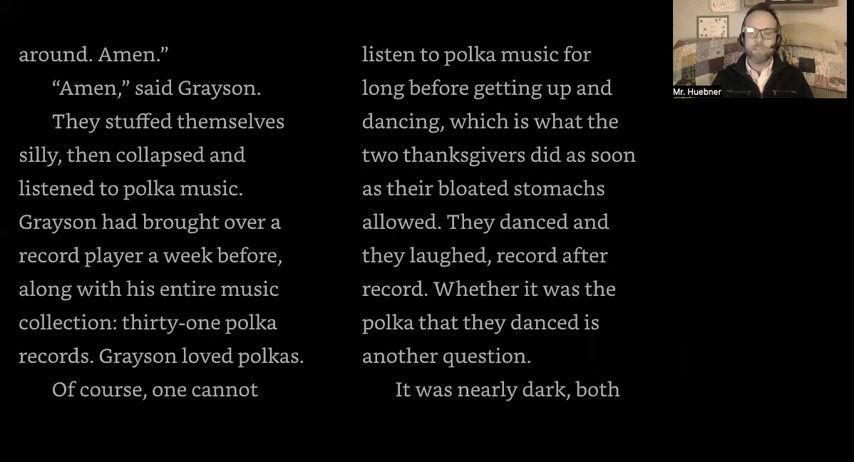 around. Amen.”
“Amen,” said Grayson.
They stuffed themselves
silly, then collapsed and
listened to polka music.
Grayson had brought over a
record player a week before,
along with his entire music
collection: thirty-one polka
records. Grayson loved polkas.
Of course, one cannot
listen to polka music for
long before getting up and
dancing, which is what the
two thanksgivers did as soon
as their bloated stomachs
allowed. They danced and
they laughed, record after
record. Whether it was the
polka that they danced is
another question.
It was nearly dark, both
Mr. Huebner